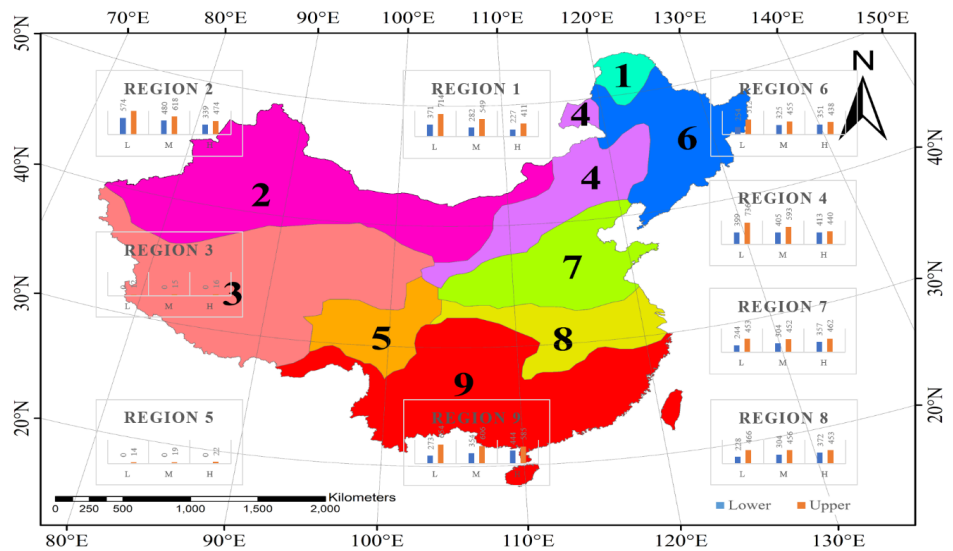 70°E 80°E 90°E 100°E 110°E 120°E 130°E 140°E 150°E
50°N
40°N
30°N
20°N
N
40°N
30°N
20°N
REGION 2
574 480 618 339 474
L M H
REGION 1
371 714 282 549 227 411
L M H
REGION 6
325 455 351 438
L M H
REGION 3
0 0 15 0 16
L M H
REGION 4
399 736 405 593 413 440
L M H
REGION 7
244 453 304 452 357 462
L M H
REGION 5
0 14 0 19 0 22
L M H
REGION 9
273 354
L M H
REGION 8
228 466 304 456 372 453
L M H
1
4
6
4
2
7
3
5
8
9
Lower Upper
Kilometers
0 250 500 1,000 1,500 2,000
80°E 90°E 100°E 110°E 120°E 130°E